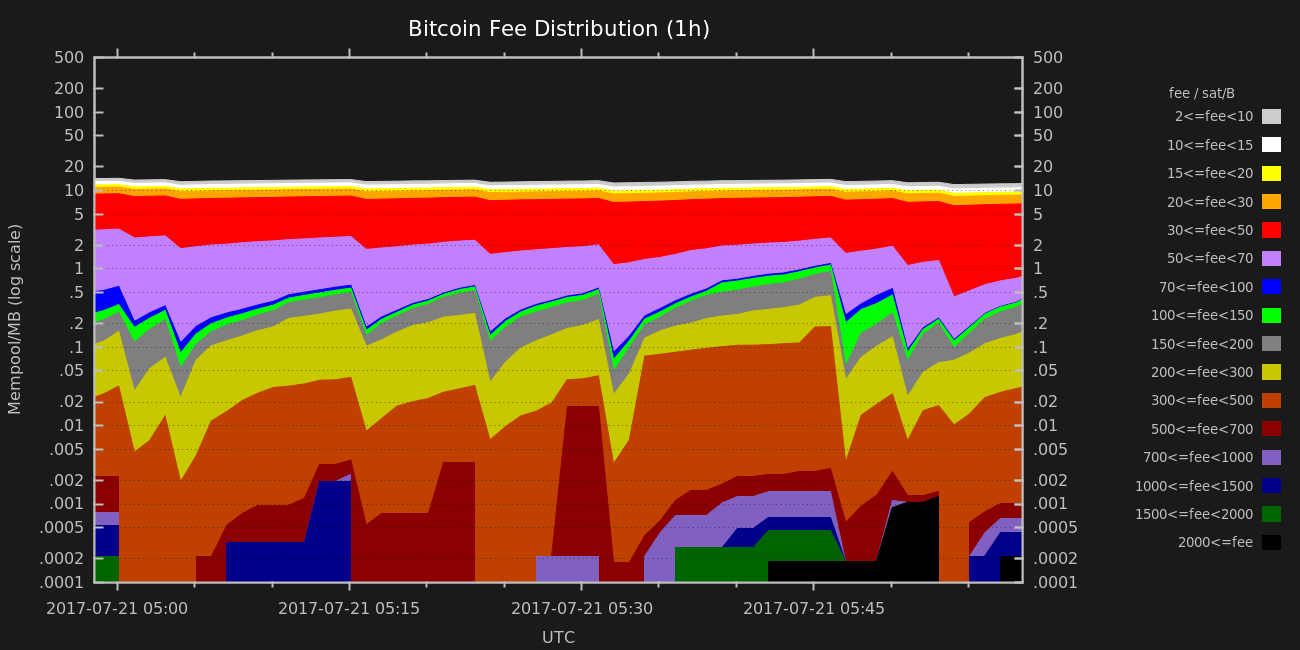 Bitcoin Fee Distribution (1h)
Mempool/MB (log scale)
500
200
100
50
20
10
5
2
1
.5
.2
.1
.05
.02
.01
.005
.002
.001
.0005
.0002
.0001
500
200
100
50
20
10
5
2
1
.5
.2
.1
.05
.02
.01
.005
.002
.001
.0005
.0002
.0001
2017-07-21 05:00 2017-07-21 05:15 2017-07-21 05:30 2017-07-21 05:45
UTC
fee / sat/B
2<=fee<10
10<=fee<15
15<=fee<20
20<=fee<30
30<=fee<50
50<=fee<70
70<=fee<100
100<=fee<150
150<=fee<200
200<=fee<300
300<=fee<500
500<=fee<700
700<=fee<1000
1000<=fee<1500
1500<=fee<2000
2000<=fee